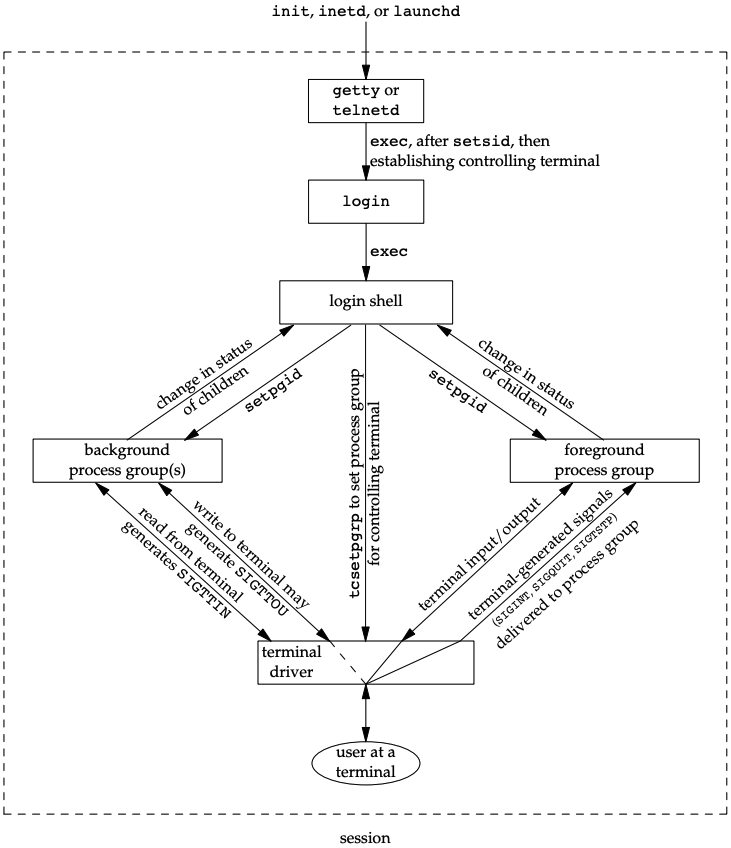 init, inetd, or launchd
getty or
telnetd
exec, after setsid, then
establishing controlling terminal
login
exec
login shell
change in status
of children
setpgid
tcsetpgrp to set process group
for controlling terminal
setpgid
change in status
of children
background
process group(s)
foreground
process group
read from terminal
generates SIGTTIN
write to terminal may
generate SIGTTOU
terminal input/output
terminal-generated signals
(SIGINT, SIGQUIT, SIGTSTP)
delivered to process group
terminal
driver
user at a
terminal
session